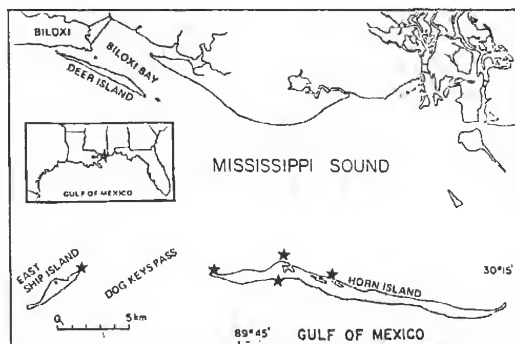 BILOXI
BILOXI BAY
DEER ISLAND
GULF OF MEXICO
MISSISSIPPI SOUND
EAST
SHIP ISLAND
DOG KEYS PASS
HORN ISLAND
30°15'
0 5 km
89°45'
GULF OF MEXICO